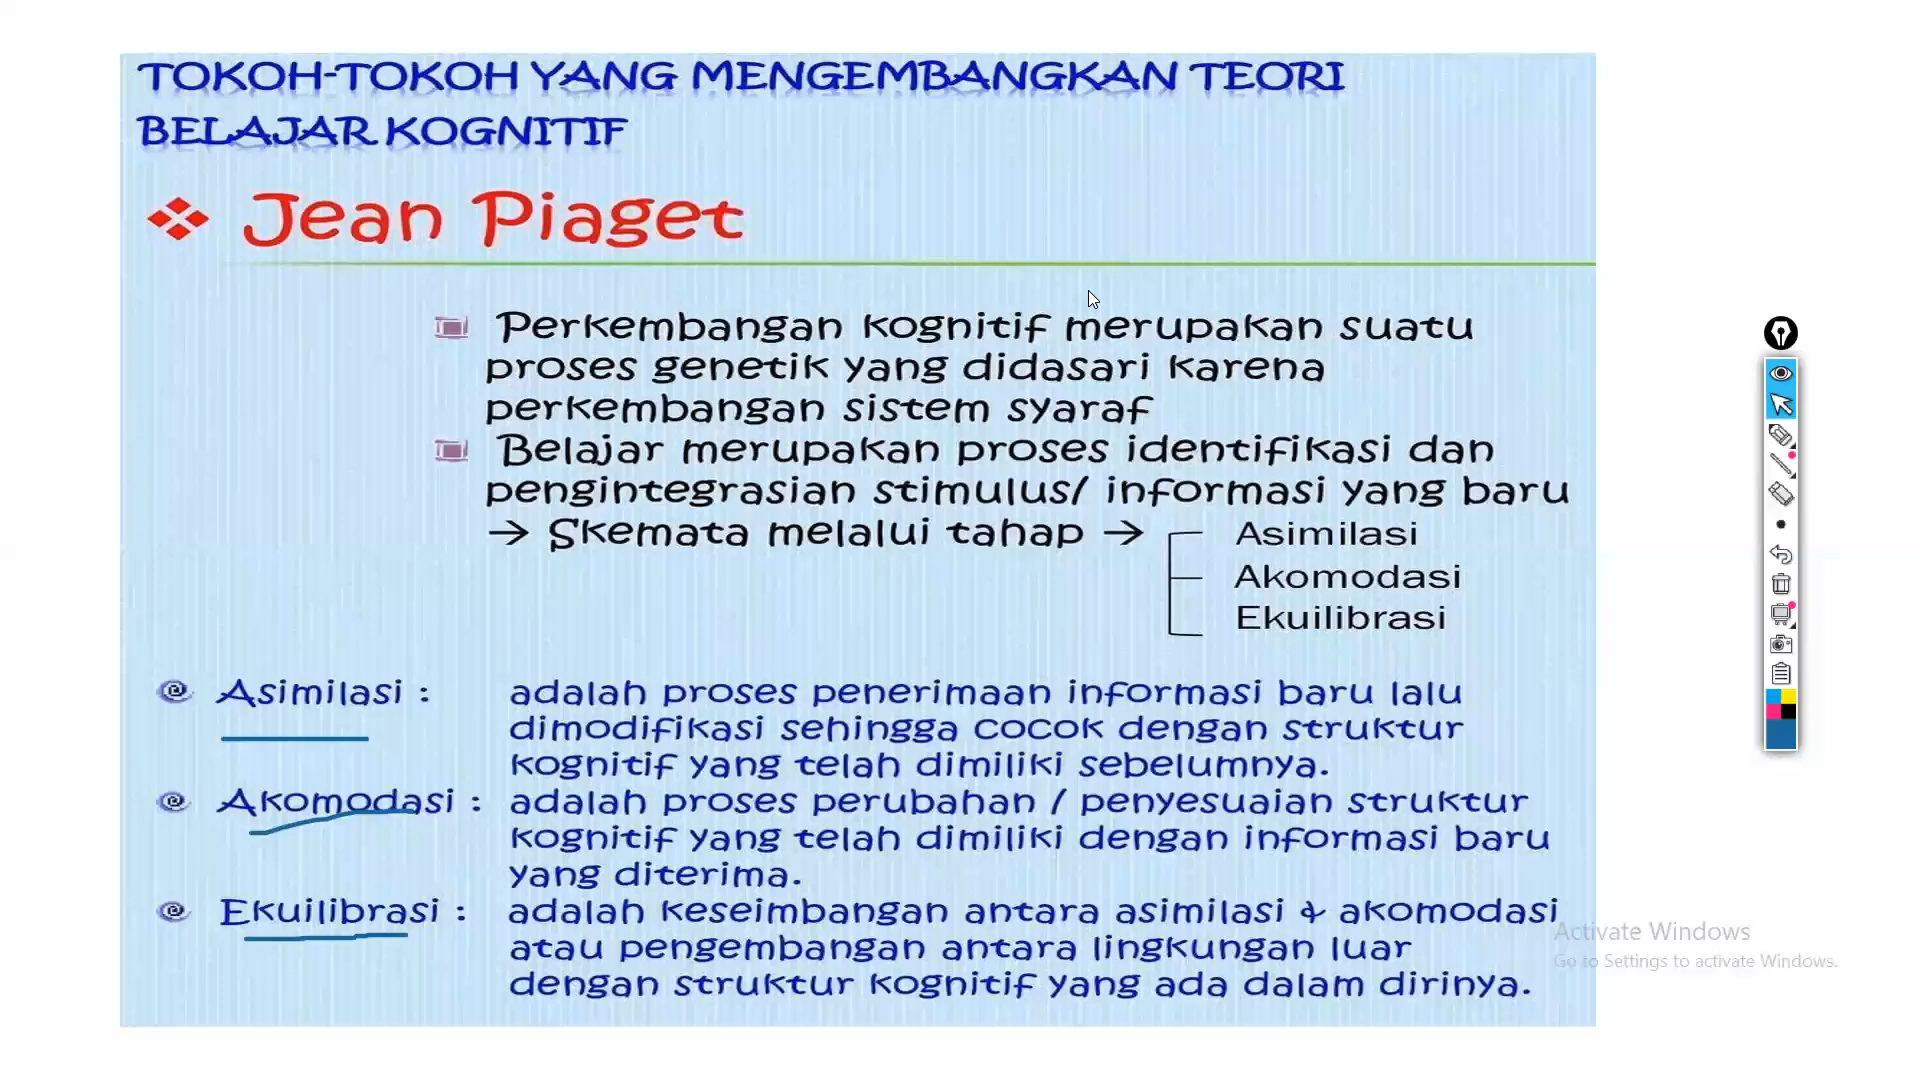 TOKOH-TOKOH YANG MENGEMBANGKAN TEORI
BELAJAR KOGNITIF
Jean Piaget
Perkembangan kognitif merupakan suatu
proses genetik yang didasari karena
perkembangan sistem syaraf
Belajar merupakan proses identifikasi dan
pengintegrasian stimulus/ informasi yang baru
→ Skemata melalui tahap →
Asimilasi
Akomodasi
Ekuilibrasi
Asimilasi : adalah proses penerimaan informasi baru lalu
dimodifikasi sehingga cocok dengan struktur
kognitif yang telah dimiliki sebelumnya.
Akomodasi : adalah proses perubahan / penyesuaian struktur
kognitif yang telah dimiliki dengan informasi baru
yang diterima.
Ekuilibrasi : adalah keseimbangan antara asimilasi & akomodasi
atau pengembangan antara lingkungan luar
dengan struktur kognitif yang ada dalam dirinya.
Activate Windows
Go to Settings to activate Windows.